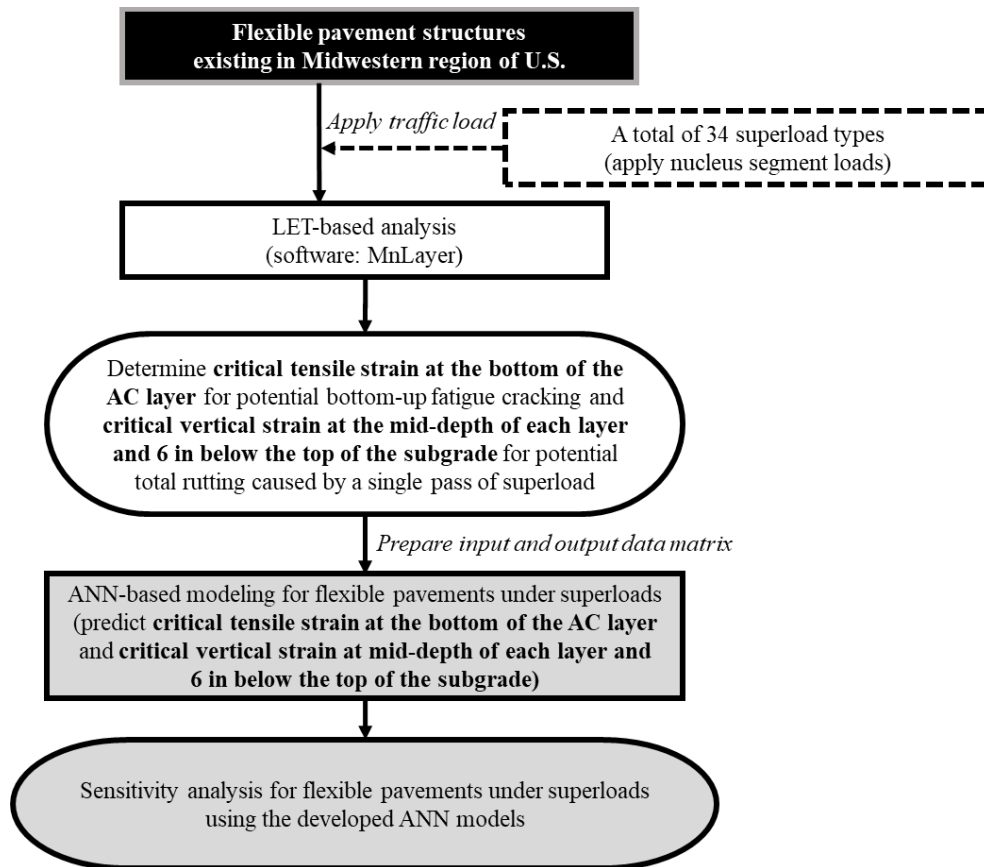 Flexible pavement structures
existing in Midwestern region of U.S.
Apply traffic load
A total of 34 superload types
(apply nucleus segment loads)
LET-based analysis
(software: MnLayer)
Determine critical tensile strain at the bottom of the
AC layer for potential bottom-up fatigue cracking and
critical vertical strain at the mid-depth of each layer
and 6 in below the top of the subgrade for potential
total rutting caused by a single pass of superload
Prepare input and output data matrix
ANN-based modeling for flexible pavements under superloads
(predict critical tensile strain at the bottom of the AC layer
and critical vertical strain at mid-depth of each layer and
6 in below the top of the subgrade)
Sensitivity analysis for flexible pavements under superloads
using the developed ANN models